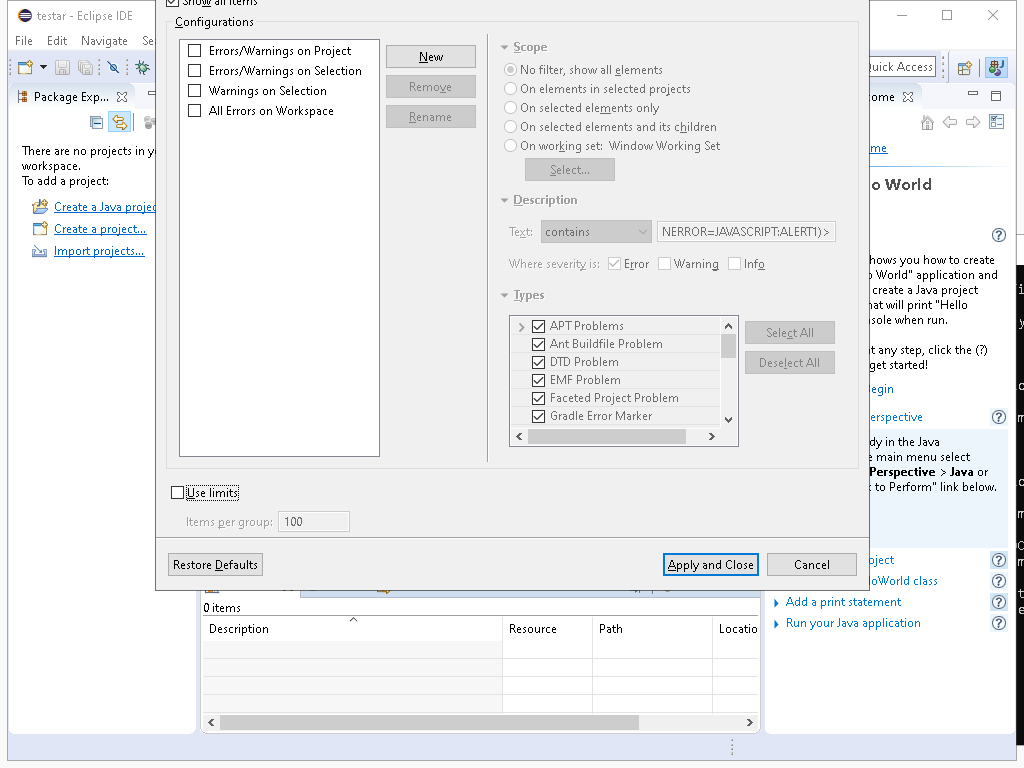 testar - Eclipse IDE
File Edit Navigate Se
Quick Access
Package Exp...
There are no projects in y
workspace.
To add a project:
Create a Java projec
Create a project...
Import projects...
Show all items
Configurations
Errors/Warnings on Project
Errors/Warnings on Selection
Warnings on Selection
All Errors on Workspace
New
Remove
Rename
Scope
No filter, show all elements
On elements in selected projects
On selected elements only
On selected elements and its children
On working set: Window Working Set
Select...
Description
Text: contains NERROR=JAVASCRIPT:ALERT1)>
Where severity is: Error Warning Info
Types
APT Problems
Ant Buildfile Problem
DTD Problem
EMF Problem
Faceted Project Problem
Gradle Error Marker
Select All
Deselect All
Use limits
Items per group: 100
Restore Defaults
Apply and Close
Cancel
0 items
Description Resource Path Locatio
ome
me
o World
hows you how to create
o World" application and
create a Java project
hat will print "Hello
sole when run.
t any step, click the (?)
get started!
egin
erspective
dy in the Java
e main menu select
Perspective > Java or
k to Perform" link below.
oject
oWorld class
Add a print statement
Run your Java application